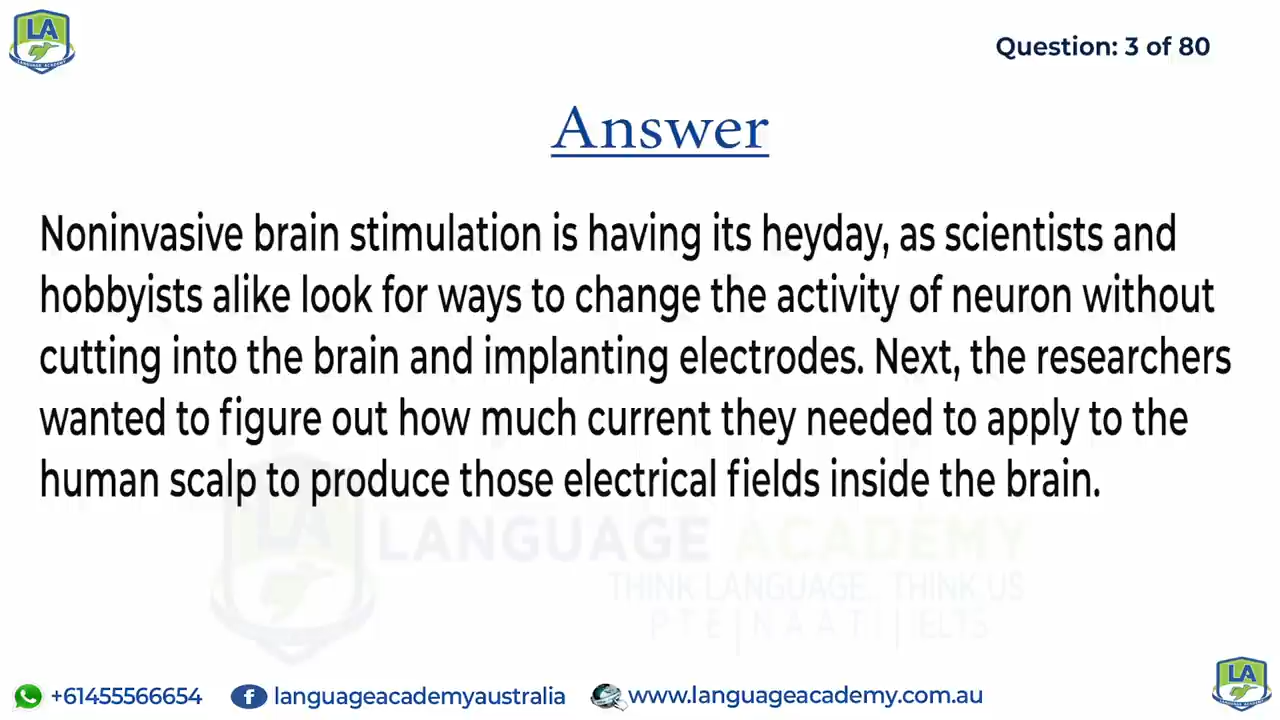 LA
LANGUAGE ACADEMY
Question: 3 of 80
Answer
Noninvasive brain stimulation is having its heyday, as scientists and
hobbyists alike look for ways to change the activity of neuron without
cutting into the brain and implanting electrodes. Next, the researchers
wanted to figure out how much current they needed to apply to the
human scalp to produce those electrical fields inside the brain.
LA
LANGUAGE ACADEMY
THINK LANGUAGE, THINK US
PTE | NAATI | IELTS
+61455566654
languageacademyaustralia
www.languageacademy.com.au
LA